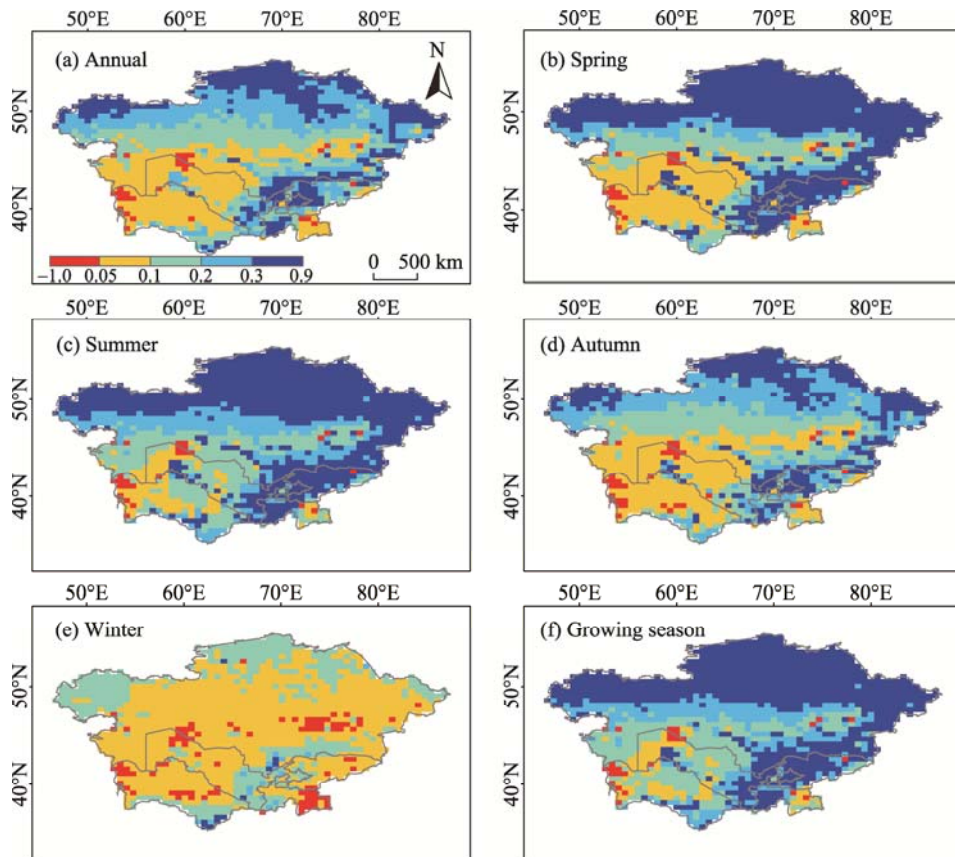 50°E 60°E 70°E 80°E 50°E 60°E 70°E 80°E
(a) Annual
N
(b) Spring
50°N
40°N
50°N
40°N
−1.0 0.05 0.1 0.2 0.3 0.9
0 500 km
50°E 60°E 70°E 80°E 50°E 60°E 70°E 80°E
(c) Summer
(d) Autumn
50°N
40°N
50°N
40°N
50°E 60°E 70°E 80°E 50°E 60°E 70°E 80°E
(e) Winter
(f) Growing season
50°N
40°N
50°N
40°N